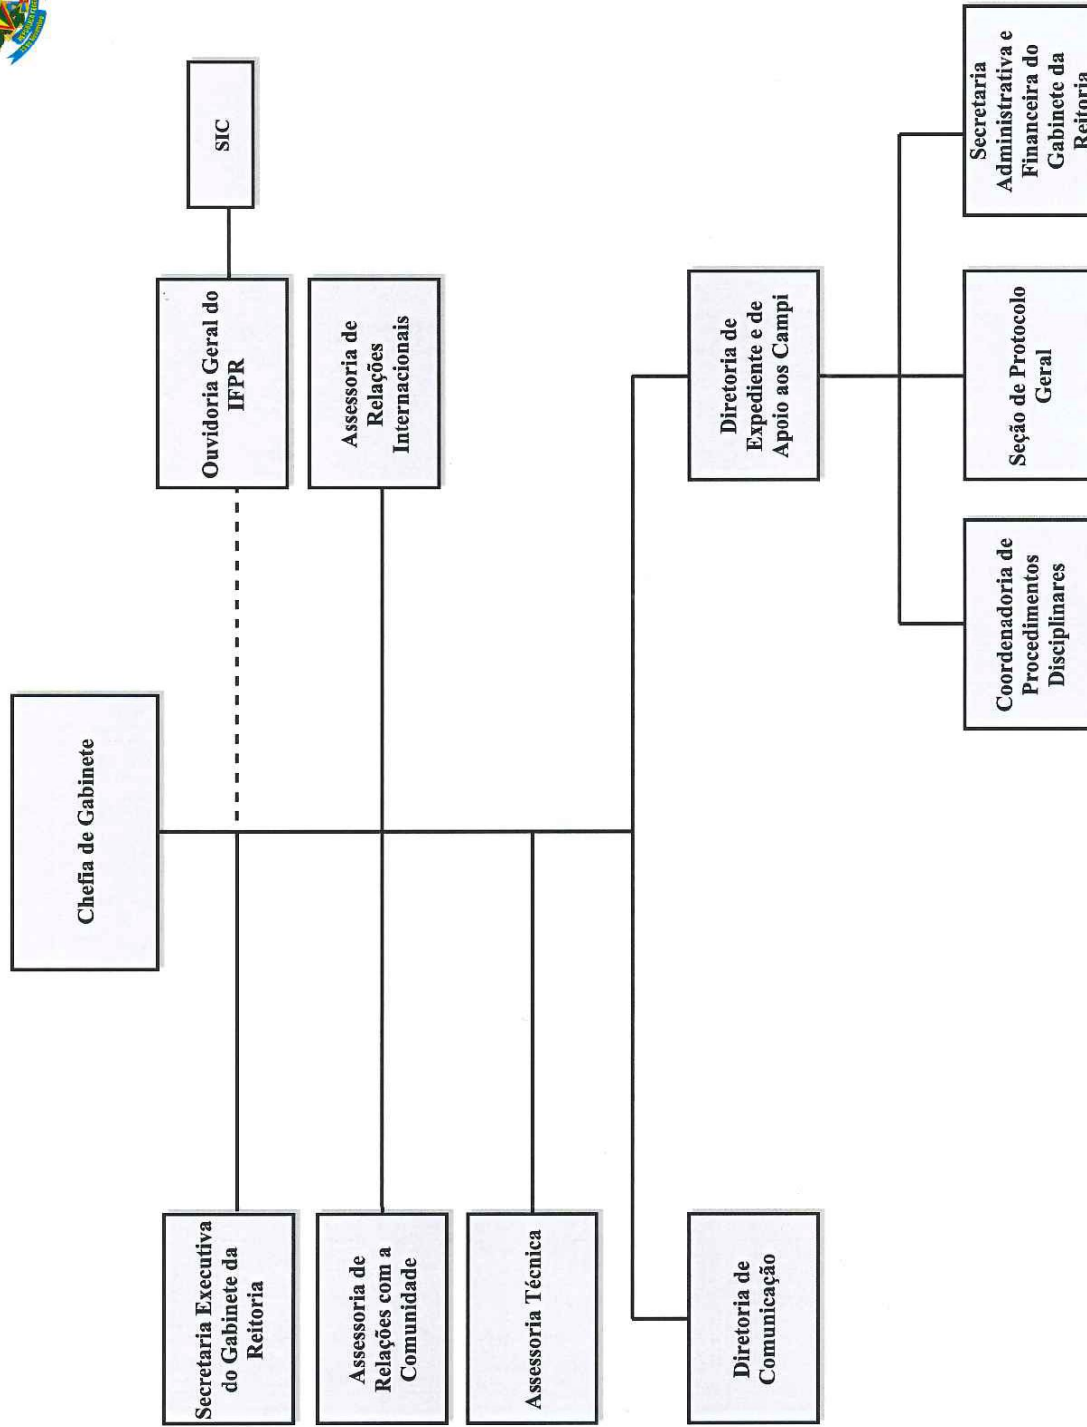 Chefia de Gabinete
Secretaria Executiva
do Gabinete da
Reitoria
Ouvidoria Geral do
IFPR
SIC
Assessoria de
Relações com a
Comunidade
Assessoria de
Relações
Internacionais
Assessoria Técnica
Diretoria de
Comunicação
Diretoria de
Expediente e de
Apoio aos Campi
Coordenadoria de
Procedimentos
Disciplinares
Seção de Protocolo
Geral
Secretaria
Administrativa e
Financeira do
Gabinete da
Reitoria